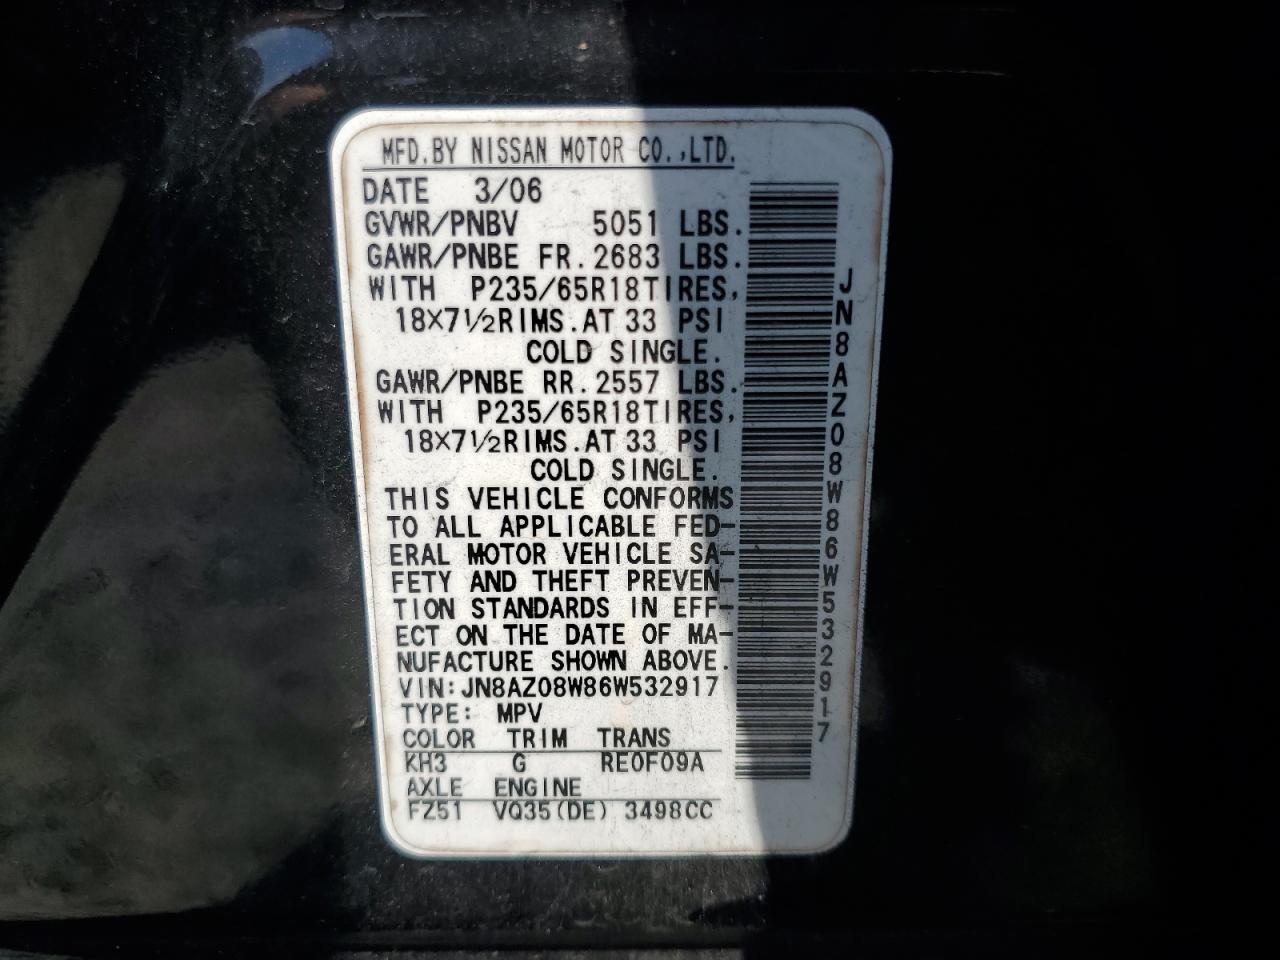 MFD.BY NISSAN MOTOR CO.,LTD.
DATE 3/06
GVWR/PNBV 5051 LBS.
GAWR/PNBE FR.2683 LBS.
WITH P235/65R18TIRES,
18×7½RIMS.AT 33 PSI
COLD SINGLE.
GAWR/PNBE RR.2557 LBS.
WITH P235/65R18TIRES,
18×7½RIMS.AT 33 PSI
COLD SINGLE.
THIS VEHICLE CONFORMS
TO ALL APPLICABLE FED-
ERAL MOTOR VEHICLE SA-
FETY AND THEFT PREVEN-
TION STANDARDS IN EFF-
ECT ON THE DATE OF MA-
NUFACTURE SHOWN ABOVE.
VIN:JN8AZ08W86W532917
TYPE: MPV
COLOR TRIM TRANS
KH3 G RE0F09A
AXLE ENGINE
FZ51 VQ35(DE) 3498CC
JN8AZ08W86W532917